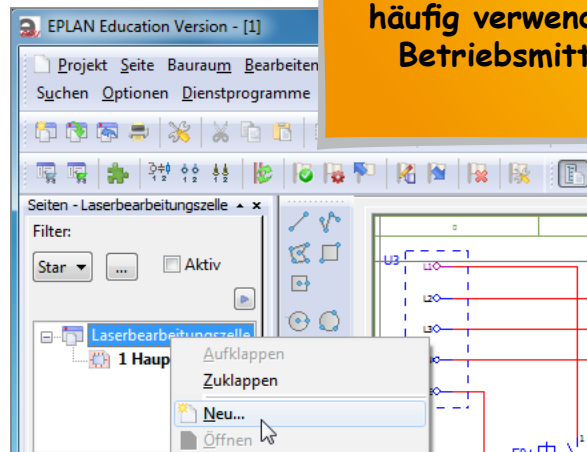 EPLAN Education Version - [1]
häufig
Betriebsmitt
Projekt Seite Bauraum Bearbeiten
Suchen Optionen Dienstprogramme
Seiten - Laserbearbeitungszelle
Filter:
Star
...
Aktiv
Laserbearbeitungszelle
1 Haup
Aufklappen
Zuklappen
Neu...
Öffnen
U3
L1
L2
L3
1